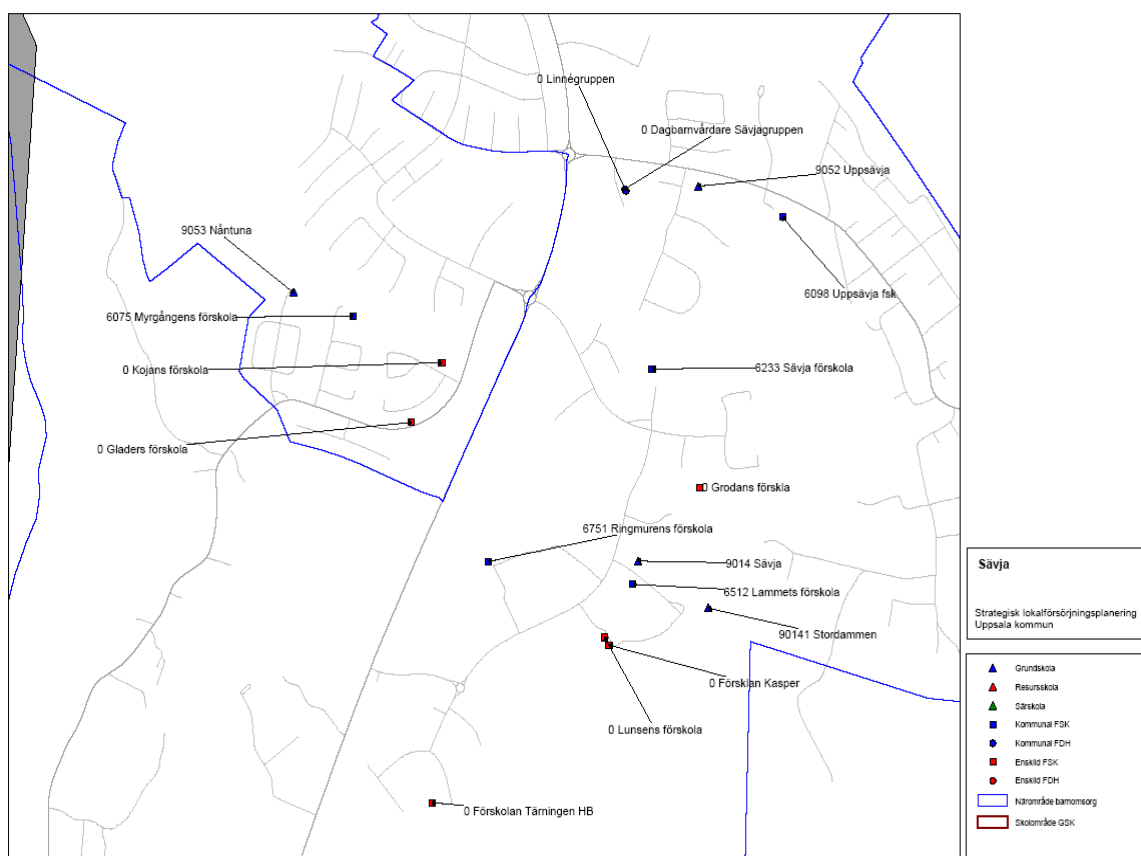 0 Linnégruppen
0 Dagbarnvårdare Sävjagruppen
9052 Uppsävja
9053 Nåntuna
6098 Uppsävja fsk
6075 Myrgångens förskola
0 Kojans förskola
6233 Sävja förskola
0 Gladers förskola
0 Grodans förskla
6751 Ringmurens förskola
9014 Sävja
6512 Lammets förskola
90141 Stordammen
0 Försklan Kasper
0 Lunsens förskola
0 Förskolan Tärningen HB
Sävja
Strategisk lokalförsörjningsplanering
Uppsala kommun
Grundskola
Resursskola
Särskola
Kommunal FSK
Kommunal FDH
Enskild FSK
Enskild FDH
Närområde barnomsorg
Skolområde GSK